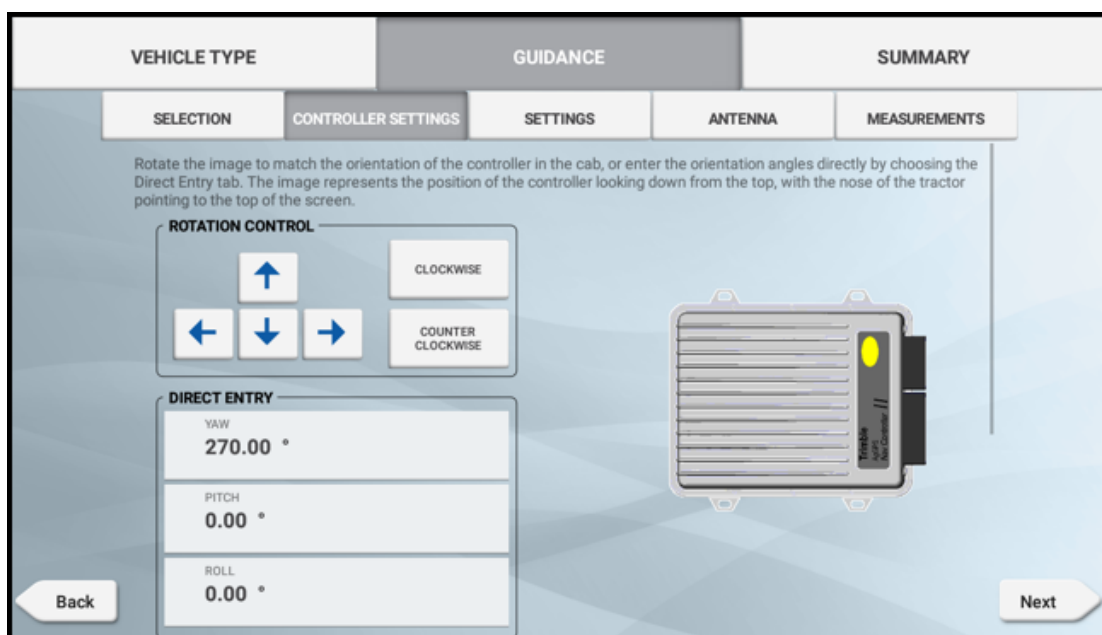 VEHICLE TYPE
GUIDANCE
SUMMARY
SELECTION
CONTROLLER SETTINGS
SETTINGS
ANTENNA
MEASUREMENTS
Rotate the image to match the orientation of the controller in the cab, or enter the orientation angles directly by choosing the
Direct Entry tab. The image represents the position of the controller looking down from the top, with the nose of the tractor
pointing to the top of the screen.
ROTATION CONTROL
CLOCKWISE
COUNTER
CLOCKWISE
DIRECT ENTRY
YAW
270.00 °
PITCH
0.00 °
ROLL
0.00 °
Trimble
AgGPS
Nav Controller II
Back
Next